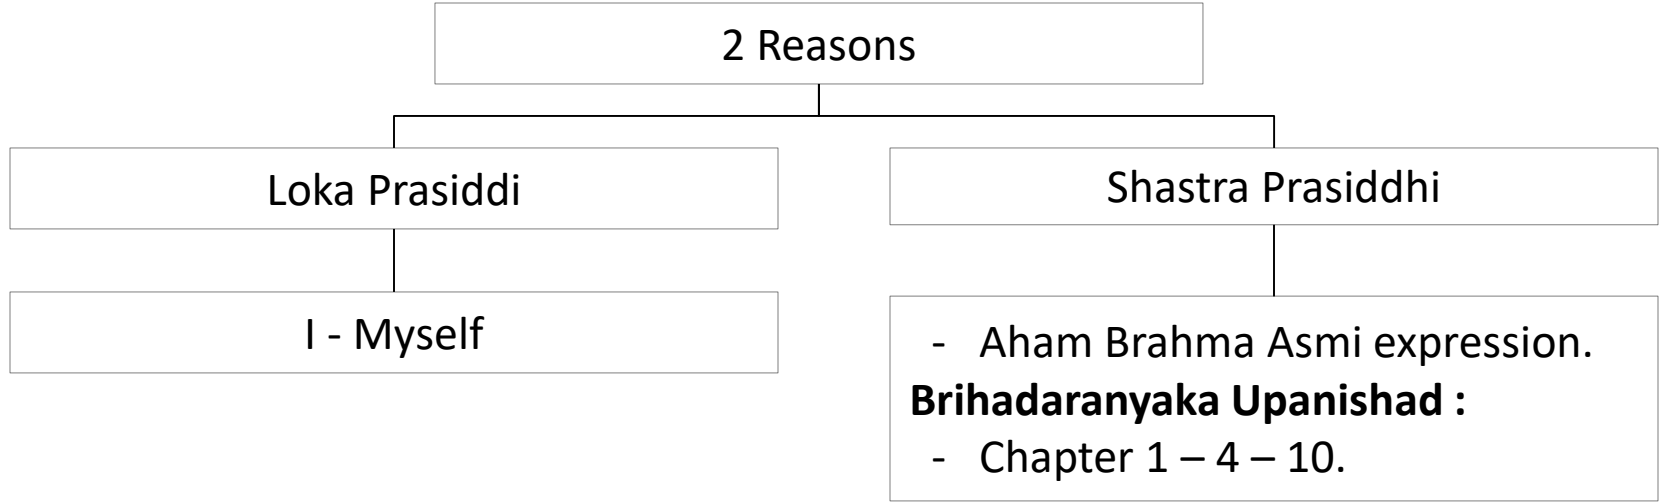 2 Reasons
Loka Prasiddi
Shastra Prasiddhi
I - Myself
- Aham Brahma Asmi expression.
Brihadaranyaka Upanishad :
- Chapter 1 – 4 – 10.